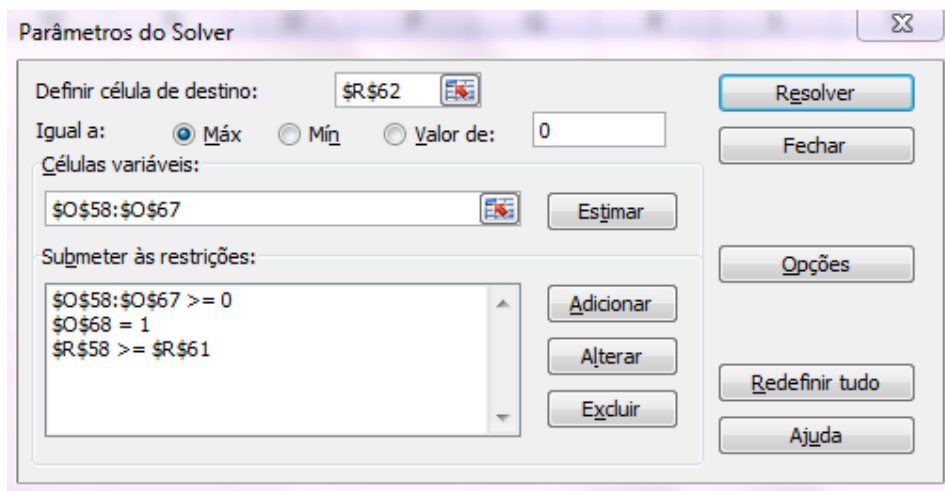 Parâmetros do Solver
Definir célula de destino: $R$62
Resolver
Igual a: Máx Mín Valor de: 0
Fechar
Células variáveis:
$O$58:$O$67
Estimar
Submeter às restrições:
Opções
$O$58:$O$67 >= 0
$O$68 = 1
$R$58 >= $R$61
Adicionar
Alterar
Excluir
Redefinir tudo
Ajuda